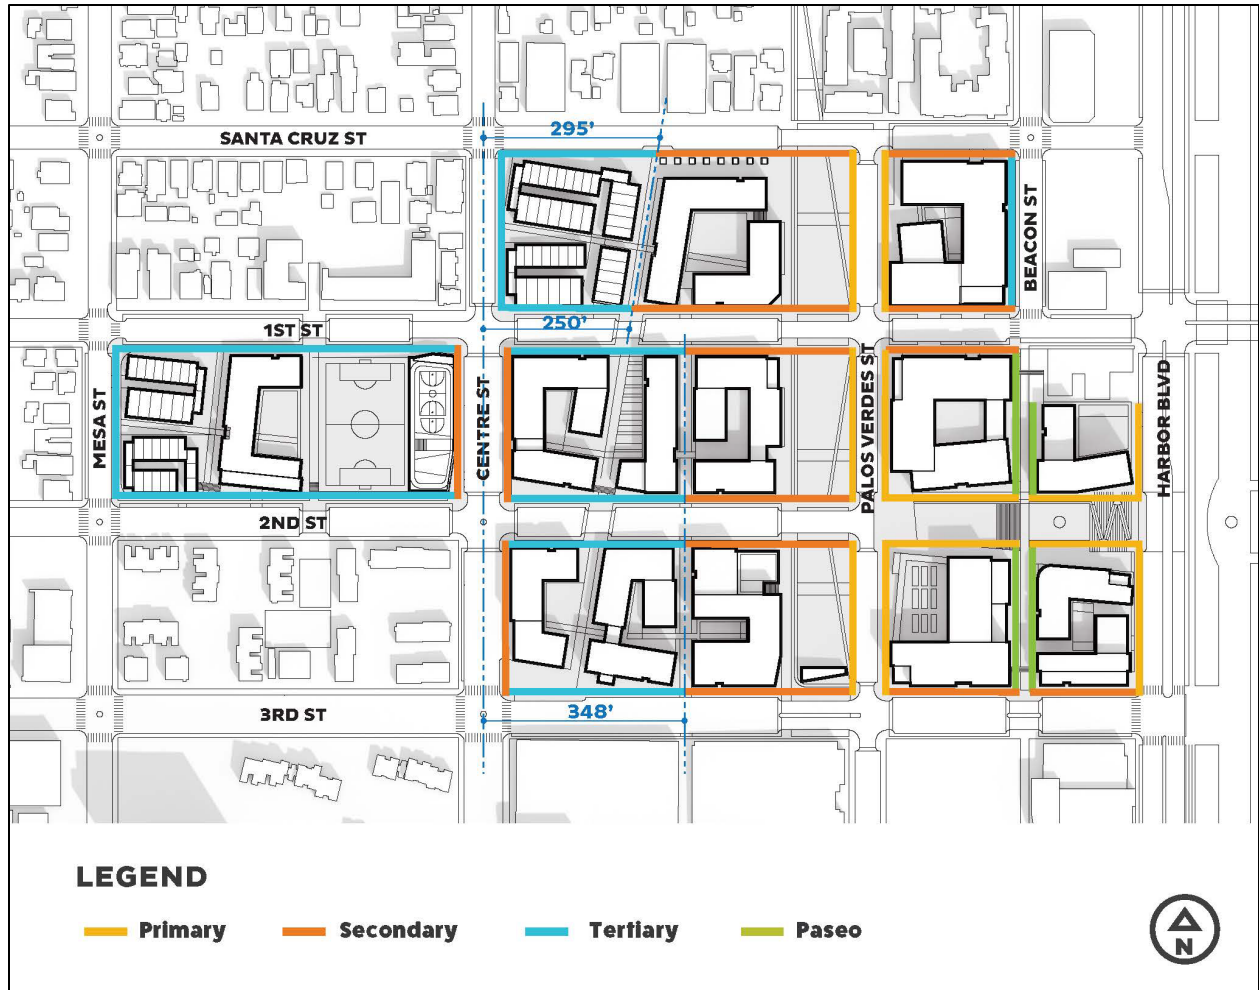 295'
SANTA CRUZ ST
BEACON ST
250'
1ST ST
MESA ST
CENTRE ST
PALOS VERDES ST
HARBOR BLVD
2ND ST
348'
3RD ST
LEGEND
Primary
Secondary
Tertiary
Paseo
N